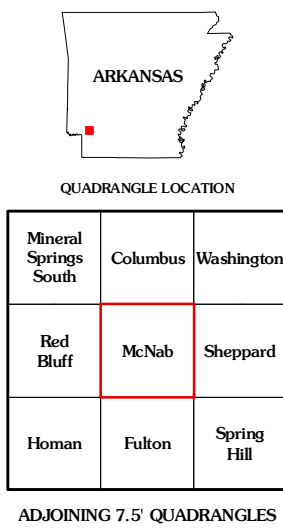 ARKANSAS
QUADRANGLE LOCATION
Mineral
Springs
South
Columbus
Washington
Red
Bluff
McNab
Sheppard
Homan
Fulton
Spring
Hill
ADJOINING 7.5' QUADRANGLES